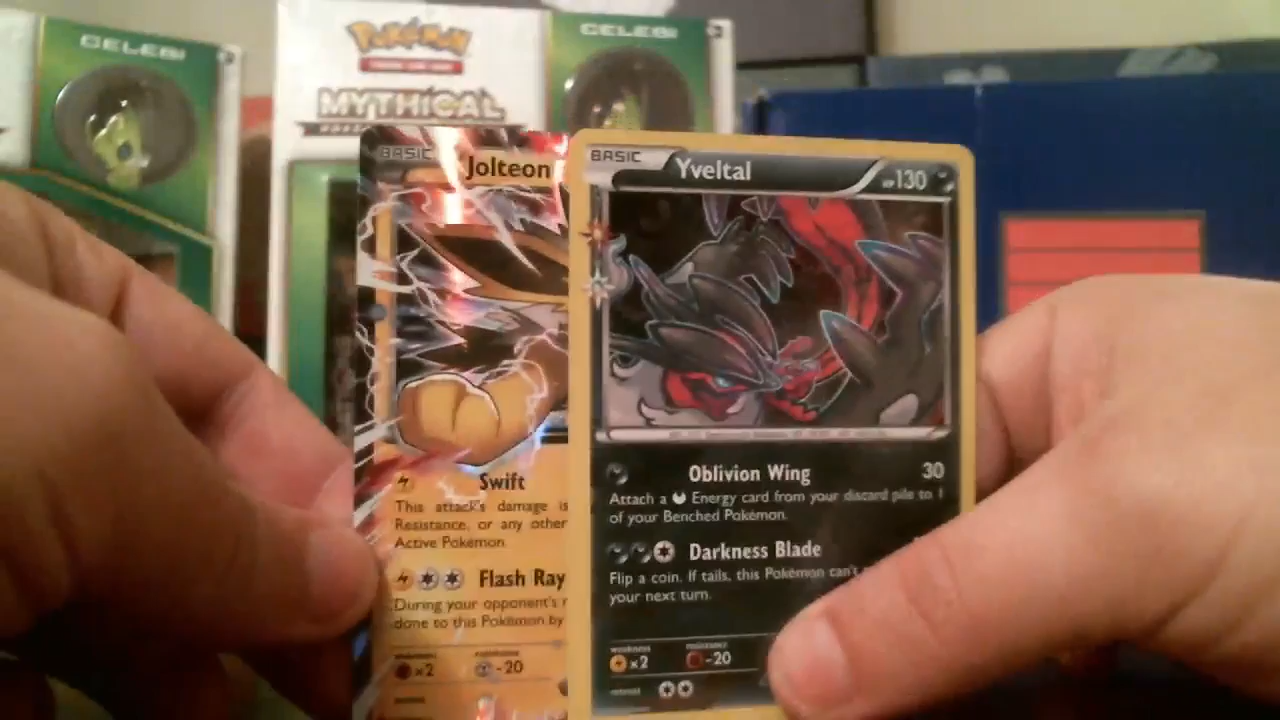 CELEBI
Pokémon
MYTHICAL
CELEBI
BASIC
Jolteon
Swift
This attack's damage is
Resistance, or any other
Active Pokémon.
Flash Ray
During your opponent's
done to this Pokémon by
×2
-20
BASIC
Yveltal
HP130
Oblivion Wing
30
Attach a Energy card from your discard pile to 1
of your Benched Pokémon.
Darkness Blade
Flip a coin. If tails, this Pokémon can't
your next turn.
weakness
×2
resistance
-20
retreat